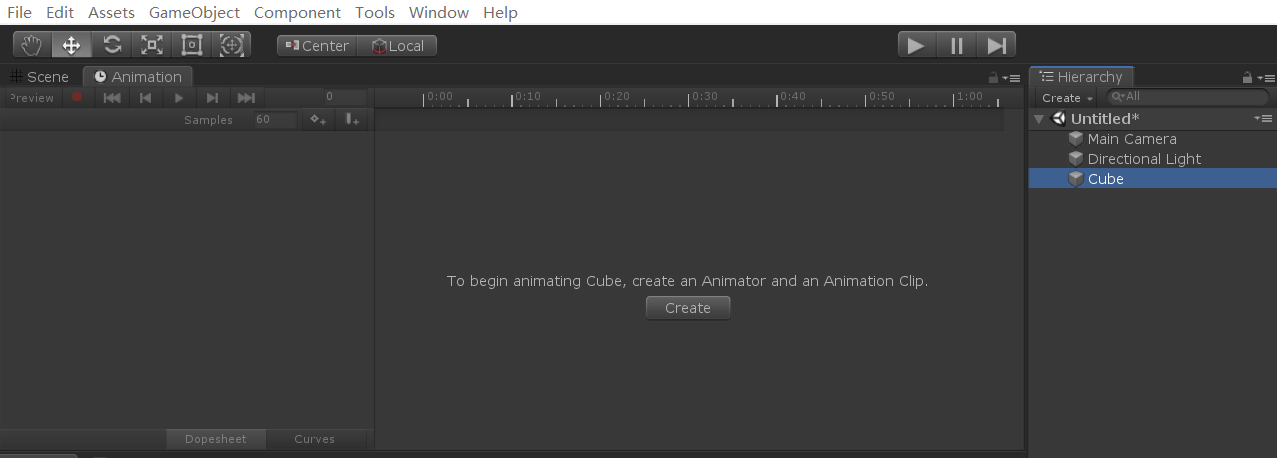 File Edit Assets GameObject Component Tools Window Help
Center Local
Scene Animation
Hierarchy
Preview 0 0:00 0:10 0:20 0:30 0:40 0:50 1:00
Create All
Samples 60
Untitled*
Main Camera
Directional Light
Cube
To begin animating Cube, create an Animator and an Animation Clip.
Create
Dopesheet Curves